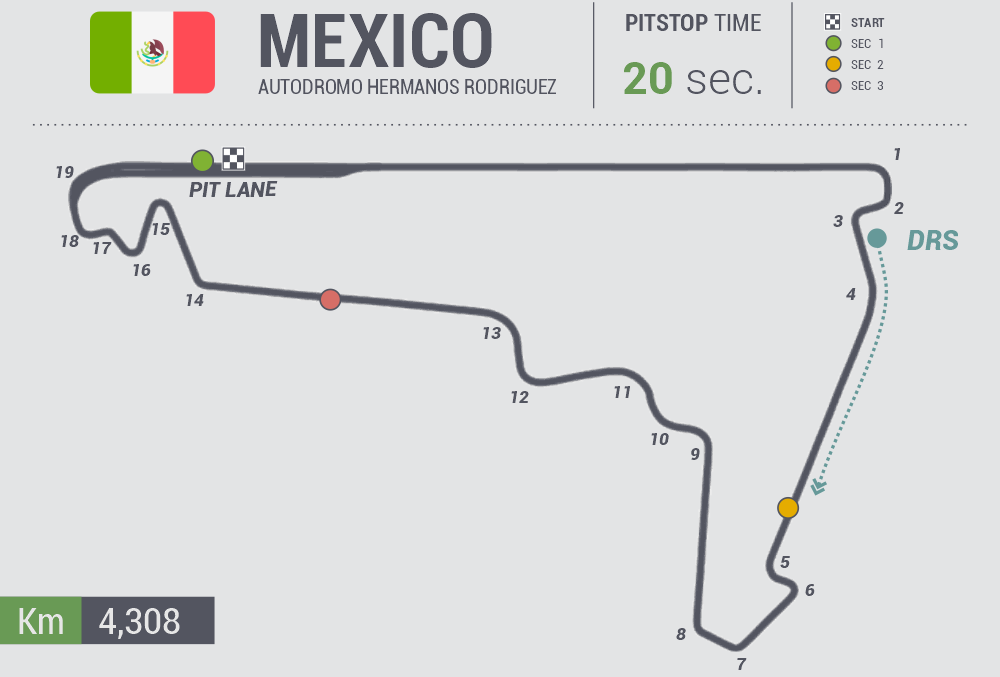 MEXICO
AUTODROMO HERMANOS RODRIGUEZ
PITSTOP TIME
20 sec.
START
SEC 1
SEC 2
SEC 3
1
19
PIT LANE
2
3
15
18
17
DRS
16
4
14
13
12
11
10
9
5
6
Km 4,308
8
7